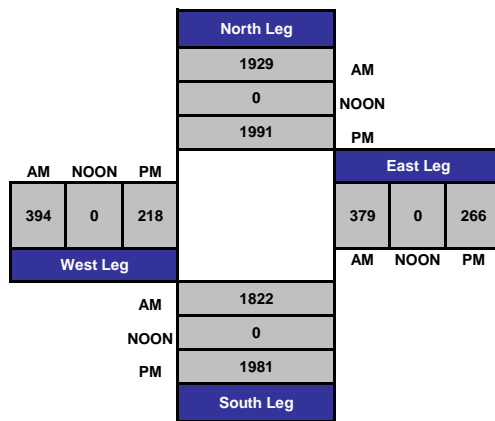 North Leg
1929 AM
0 NOON
1991 PM
AM NOON PM
East Leg
394 0 218
379 0 266
West Leg
AM NOON PM
AM 1822
NOON 0
PM 1981
South Leg